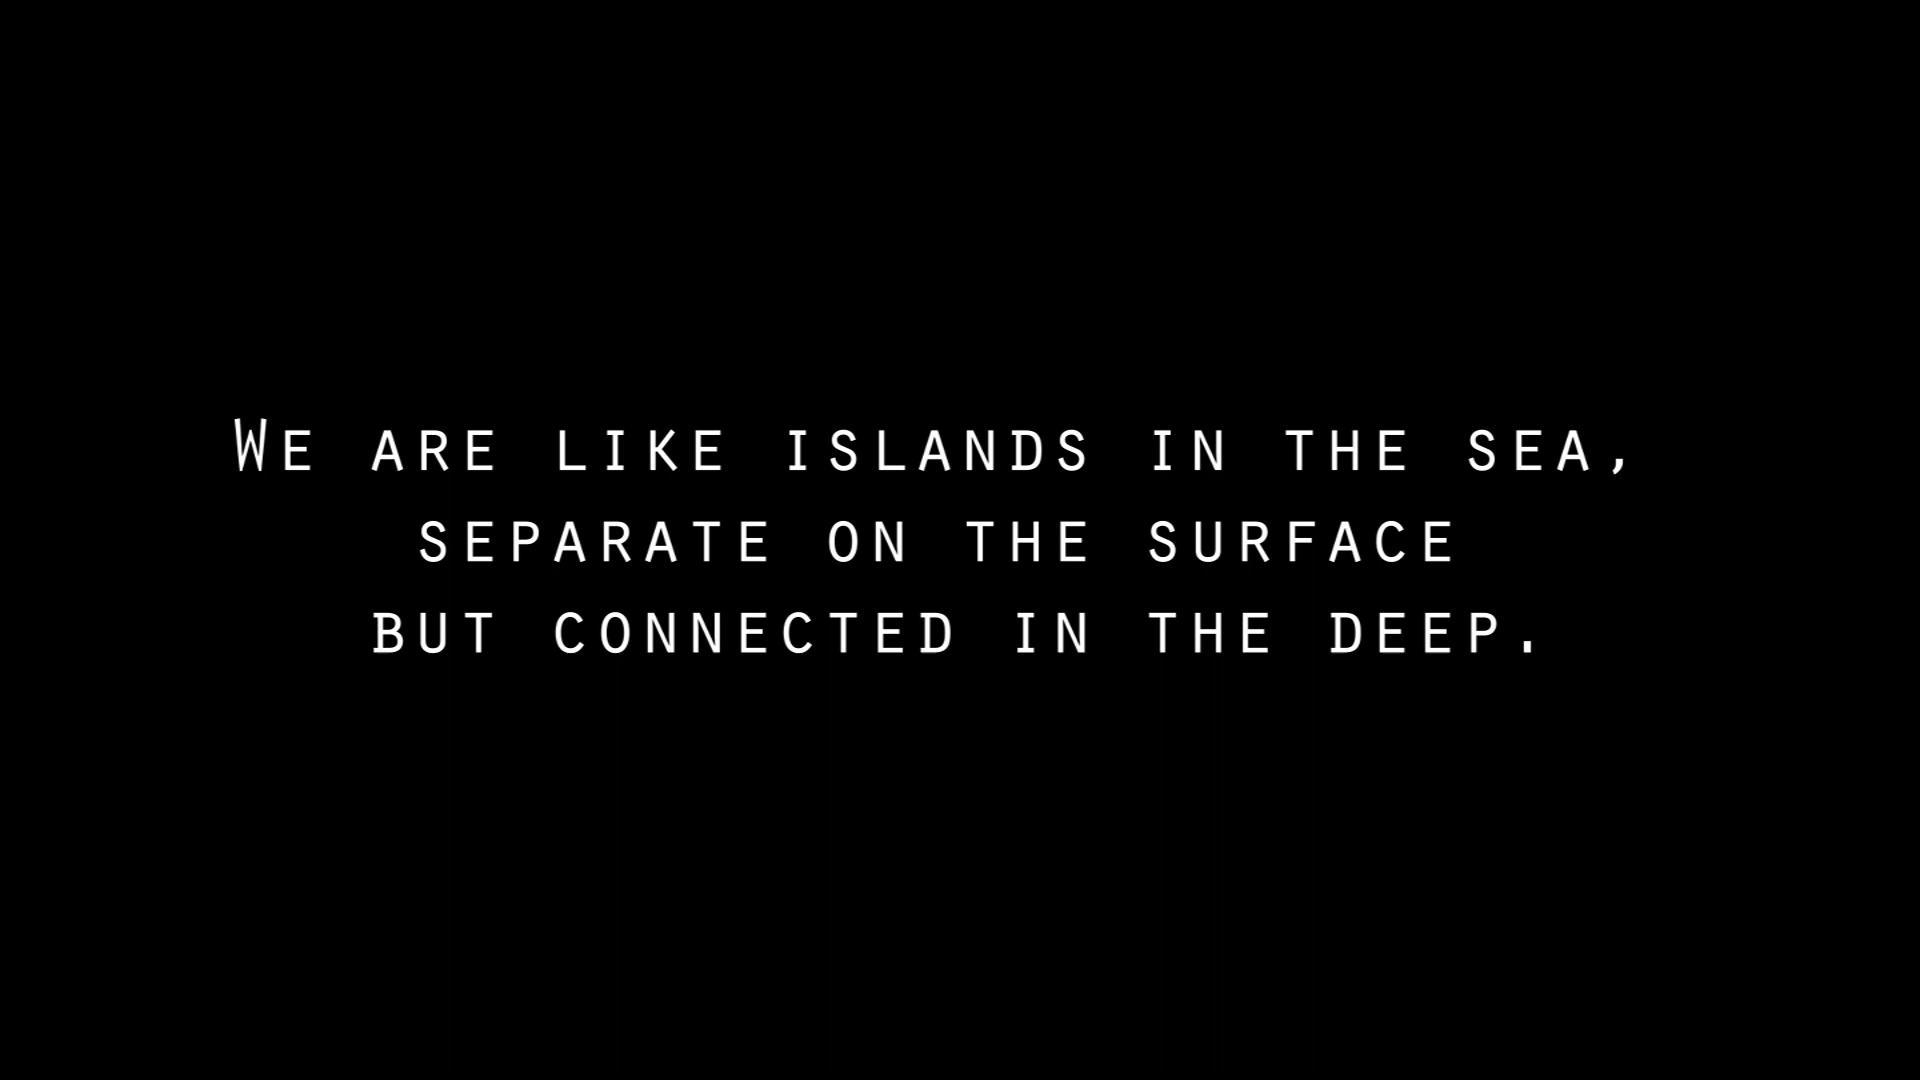 We are like islands in the sea,
separate on the surface
but connected in the deep.